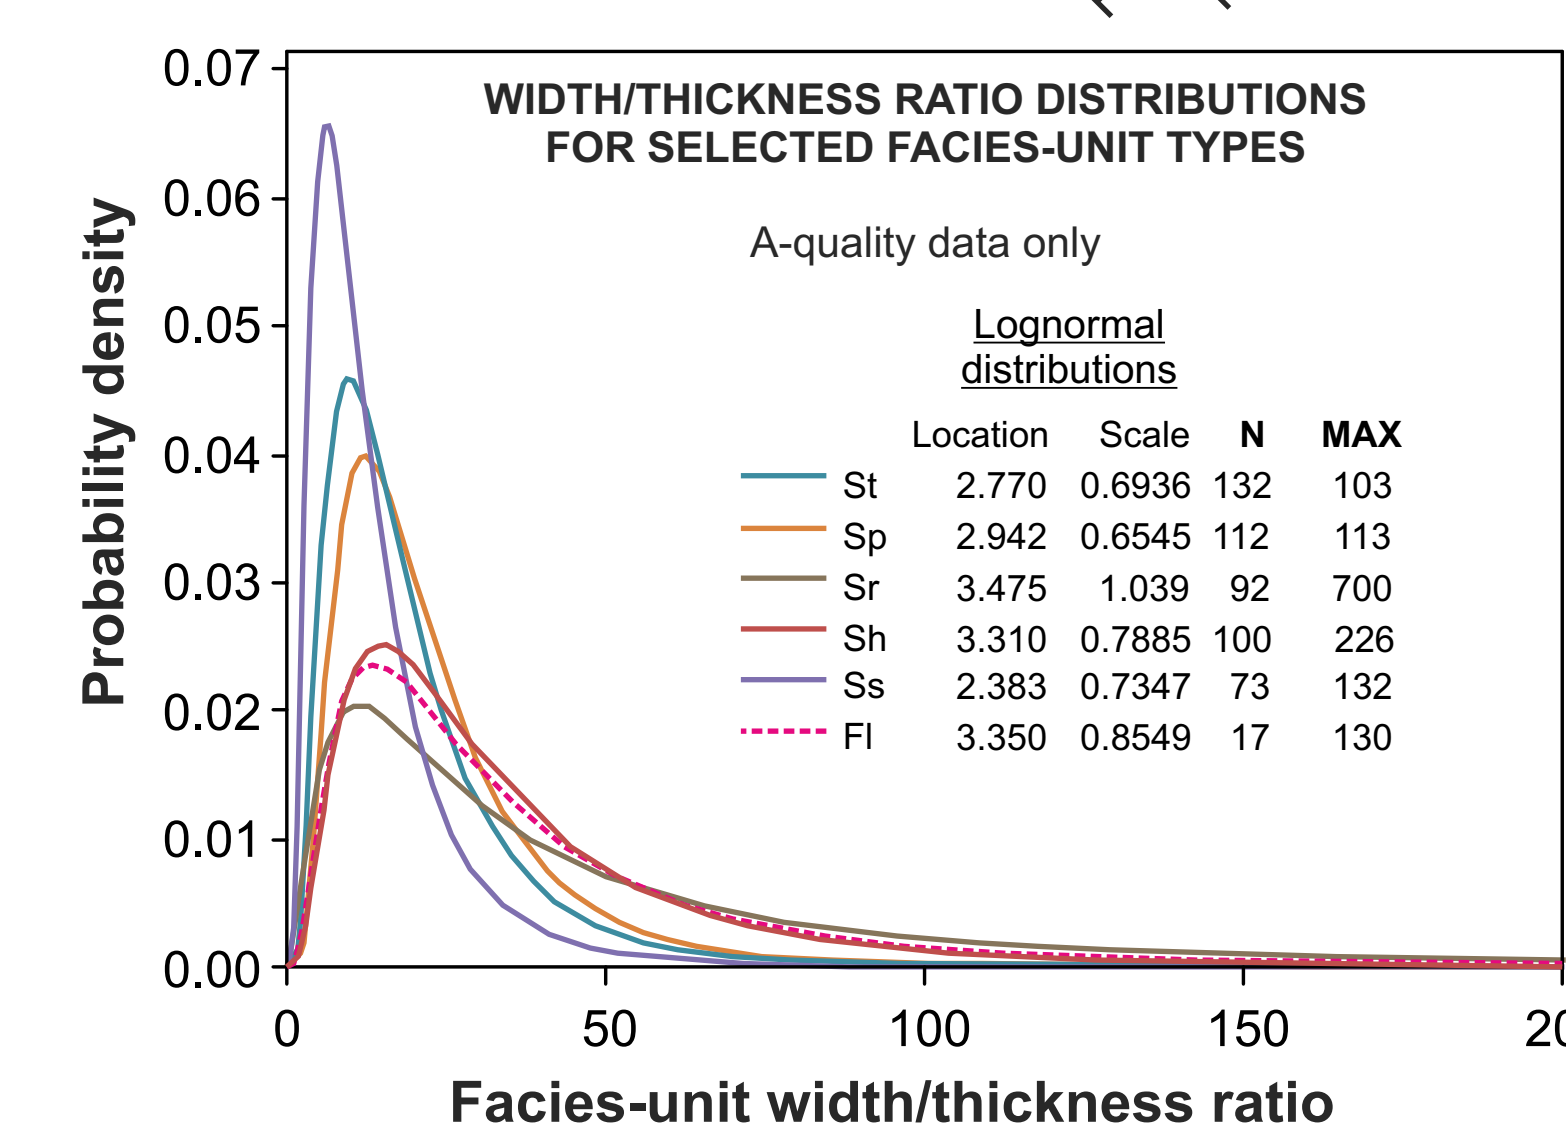 0.07
0.06
0.05
0.04
0.03
0.02
0.01
0.00
Probability density
WIDTH/THICKNESS RATIO DISTRIBUTIONS
FOR SELECTED FACIES-UNIT TYPES
A-quality data only
Lognormal
distributions
Location Scale N MAX
St 2.770 0.6936 132 103
Sp 2.942 0.6545 112 113
Sr 3.475 1.039 92 700
Sh 3.310 0.7885 100 226
Ss 2.383 0.7347 73 132
Fl 3.350 0.8549 17 130
0 50 100 150
Facies-unit width/thickness ratio